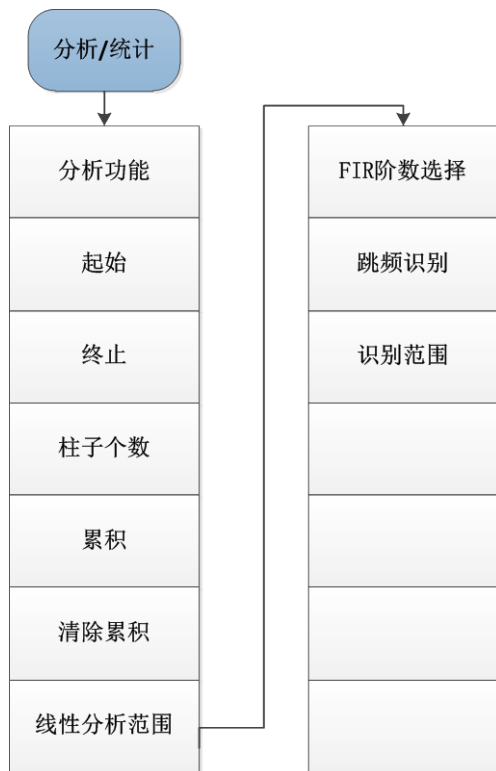 分析/统计
分析功能
起始
终止
柱子个数
累积
清除累积
线性分析范围
FIR阶数选择
跳频识别
识别范围